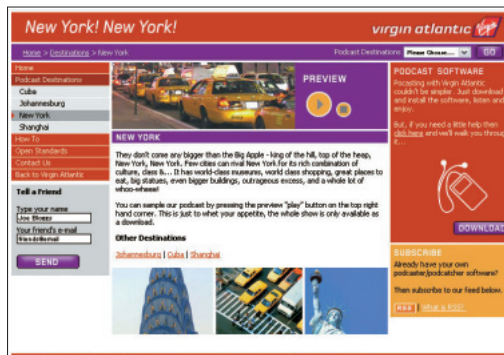 New York! New York!
virgin atlantic
Home > Destinations > New York
Podcast Destinations
Please Choose...
GO
Home
Podcast Destinations
Cuba
Johannesburg
New York
Shanghai
How To
Open Standards
Contact Us
Back to Virgin Atlantic
Tell a Friend
Type your name
Joe Bloggs
Your friend's e-mail
friend@email
SEND
PREVIEW
NEW YORK
They don't come any bigger than the Big Apple - king of the hill, top of the heap,
New York, New York. Few cities can rival New York for its rich combination of
culture, class &... It has world-class museums, world class shopping, great places to
eat, big statues, even bigger buildings, outrageous excess, and a whole lot of
whoo-wheee!
You can sample our podcast by pressing the preview "play" button on the top right
hand corner. This is just to whet your appetite, the whole show is only available as
a download.
Other Destinations
Johannesburg | Cuba | Shanghai
PODCAST SOFTWARE
Pocasting with Virgin Atlantic
couldn't be simpler. Just download
and install the software, listen and
enjoy.
But, if you need a little help then
click here and we'll walk you throug
it...
DOWNLOAD
SUBSCRIBE
Already have your own
podcaster/podcatcher software?
Then subscribe to our feed below.
RSS | What is RSS?